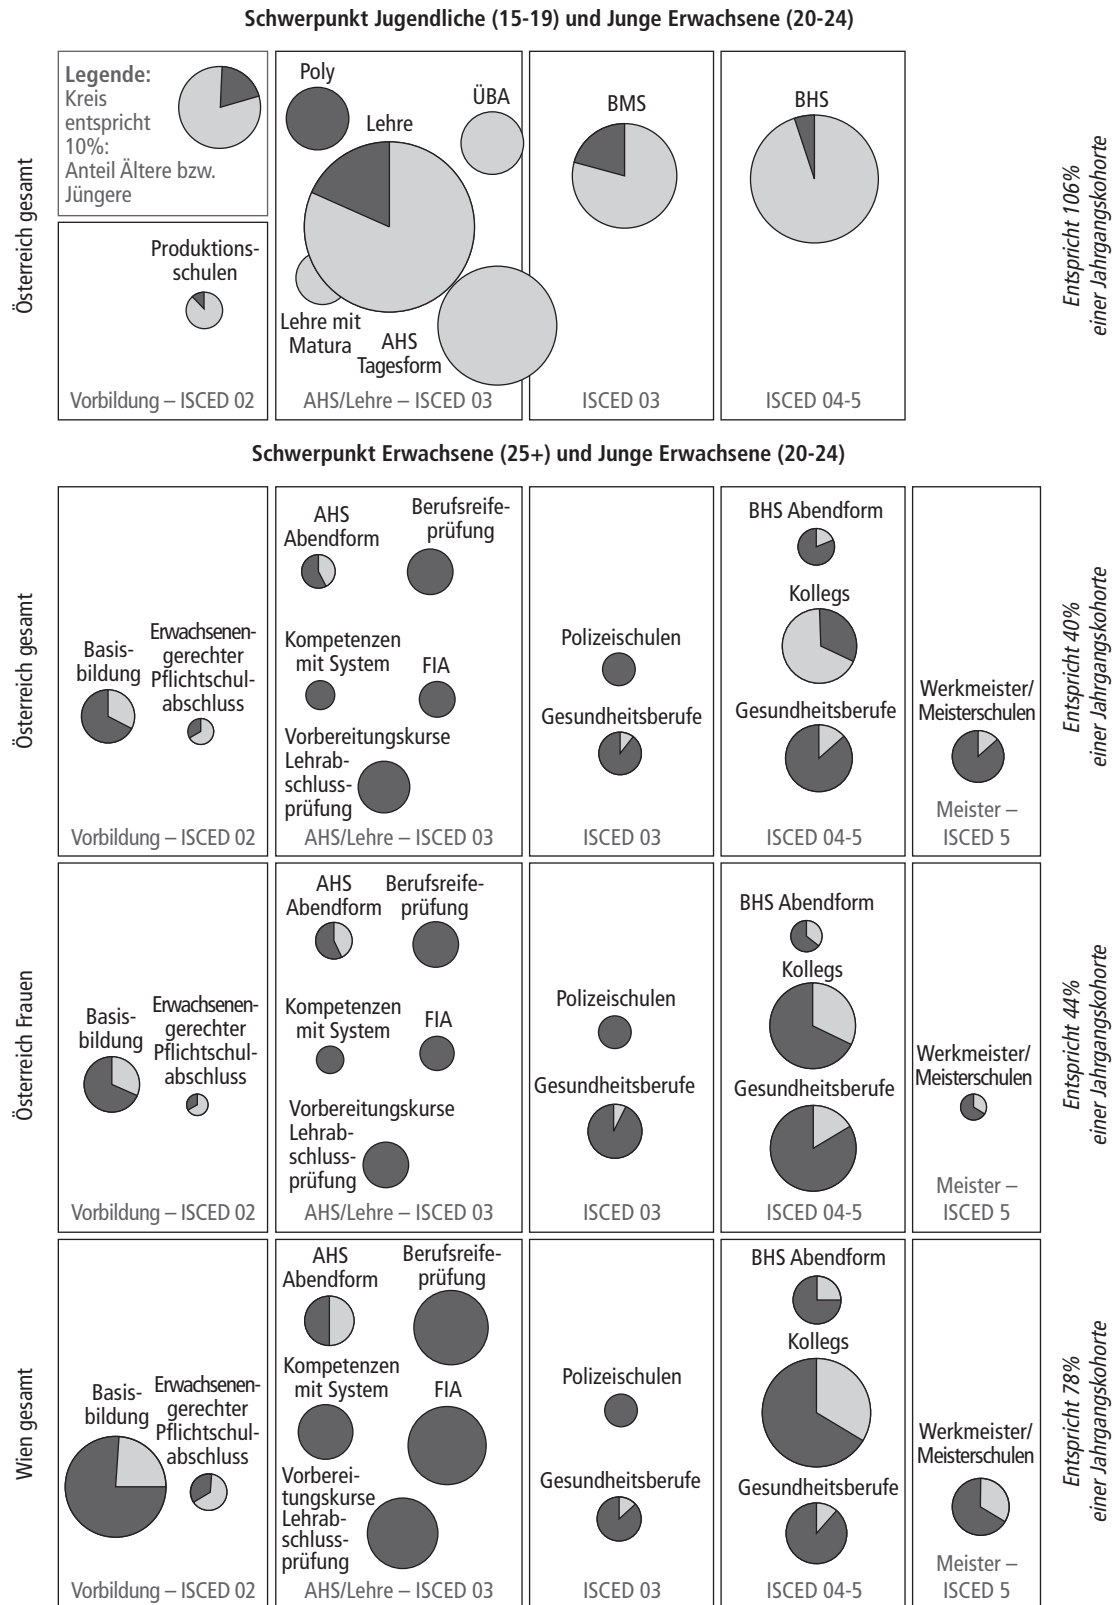 Schwerpunkt Jugendliche (15-19) und Junge Erwachsene (20-24)
Österreich gesamt
Legende:
Kreis
entspricht
10%:
Anteil Ältere bzw.
Jüngere
Produktions-
schulen
Vorbildung – ISCED 02
Poly
ÜBA
Lehre
Lehre mit
Matura
AHS
Tagesform
AHS/Lehre – ISCED 03
BMS
ISCED 03
BHS
ISCED 04-5
Entspricht 106%
einer Jahrgangskohorte
Schwerpunkt Erwachsene (25+) und Junge Erwachsene (20-24)
Österreich gesamt
Basis-
bildung
Erwachsenen-
gerechter
Pflichtschul-
abschluss
Vorbildung – ISCED 02
AHS
Abendform
Berufsreife-
prüfung
Kompetenzen
mit System
FIA
Vorbereitungskurse
Lehrab-
schluss-
prüfung
AHS/Lehre – ISCED 03
Polizeischulen
Gesundheitsberufe
ISCED 03
BHS Abendform
Kollegs
Gesundheitsberufe
ISCED 04-5
Werkmeister/
Meisterschulen
Meister –
ISCED 5
Entspricht 40%
einer Jahrgangskohorte
Österreich Frauen
Basis-
bildung
Erwachsenen-
gerechter
Pflichtschul-
abschluss
Vorbildung – ISCED 02
AHS
Abendform
Berufsreife-
prüfung
Kompetenzen
mit System
FIA
Vorbereitungskurse
Lehrab-
schluss-
prüfung
AHS/Lehre – ISCED 03
Polizeischulen
Gesundheitsberufe
ISCED 03
BHS Abendform
Kollegs
Gesundheitsberufe
ISCED 04-5
Werkmeister/
Meisterschulen
Meister –
ISCED 5
Entspricht 44%
einer Jahrgangskohorte
Wien gesamt
Basis-
bildung
Erwachsenen-
gerechter
Pflichtschul-
abschluss
Vorbildung – ISCED 02
AHS
Abendform
Berufsreife-
prüfung
Kompetenzen
mit System
FIA
Vorberei-
tungskurse
Lehrab-
schluss-
prüfung
AHS/Lehre – ISCED 03
Polizeischulen
Gesundheitsberufe
ISCED 03
BHS Abendform
Kollegs
Gesundheitsberufe
ISCED 04-5
Werkmeister/
Meisterschulen
Meister –
ISCED 5
Entspricht 78%
einer Jahrgangskohorte